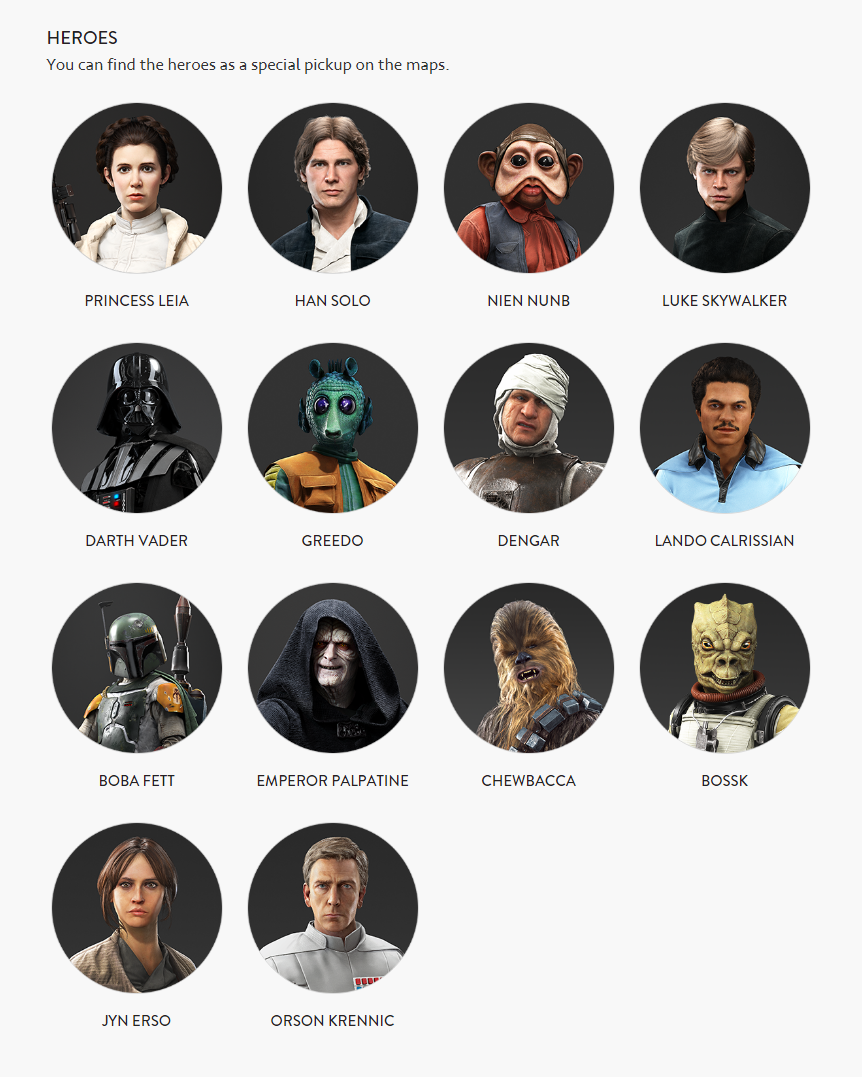 HEROES
You can find the heroes as a special pickup on the maps.
PRINCESS LEIA
HAN SOLO
NIEN NUNB
LUKE SKYWALKER
DARTH VADER
GREEDO
DENGAR
LANDO CALRISSIAN
BOBA FETT
EMPEROR PALPATINE
CHEWBACCA
BOSSK
JYN ERSO
ORSON KRENNIC